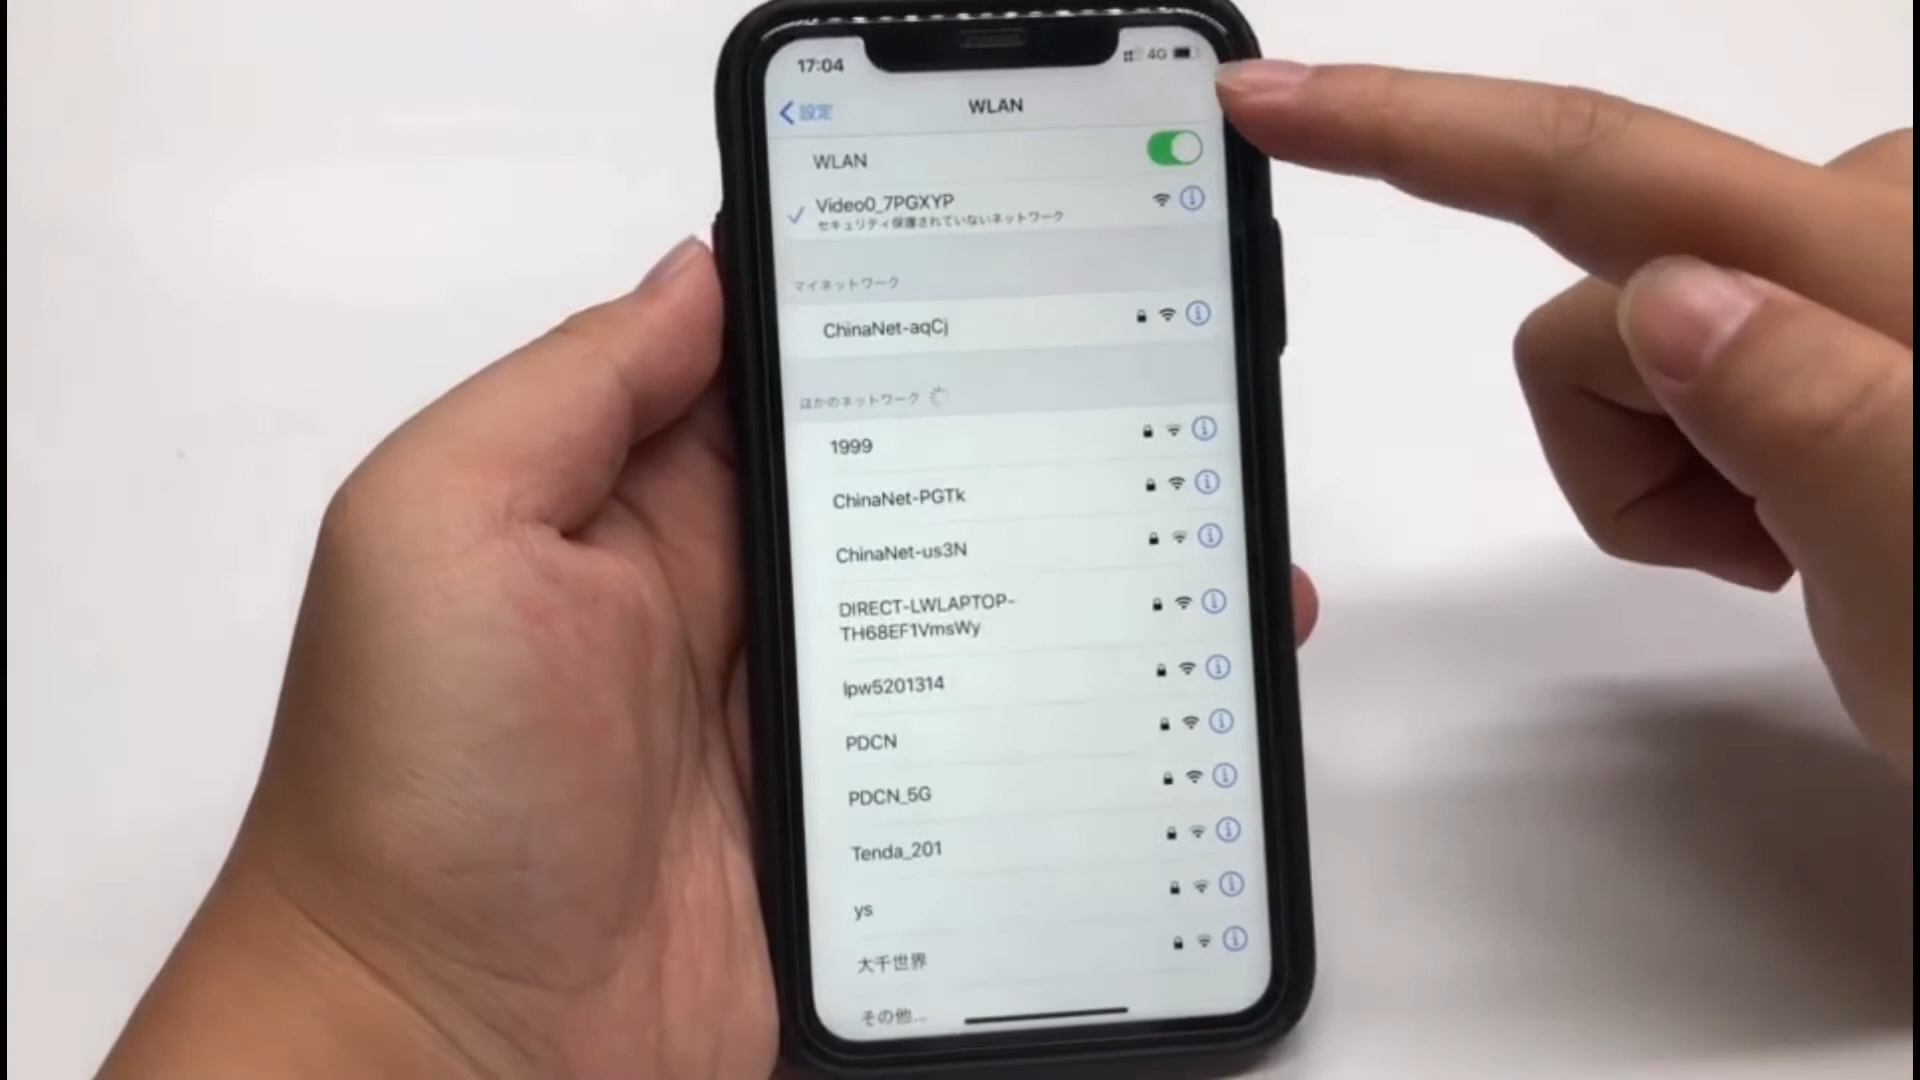 17:04
4G
設定
WLAN
WLAN
Video0_7PGXYP
セキュリティ保護されていないネットワーク
マイネットワーク
ChinaNet-aqCj
ほかのネットワーク
1999
ChinaNet-PGTk
ChinaNet-us3N
DIRECT-LWLAPTOP-
TH68EF1VmsWy
lpw5201314
PDCN
PDCN_5G
Tenda_201
ys
大千世界
その他...